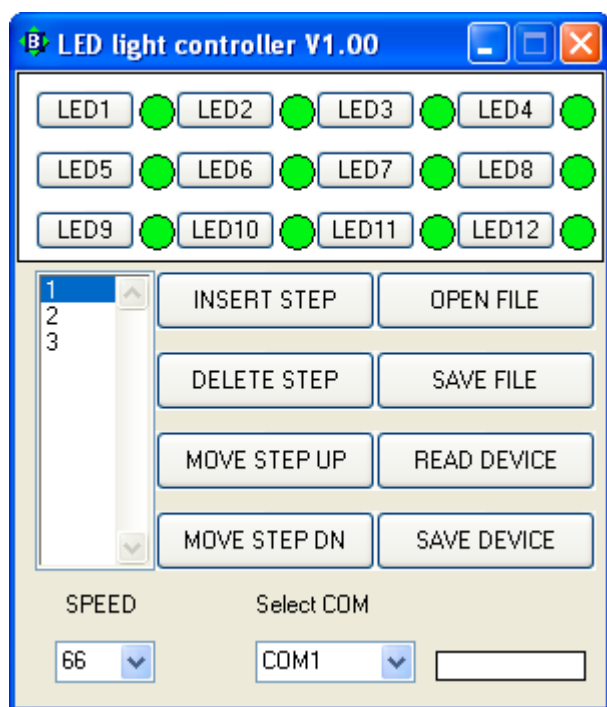 B LED light controller V1.00
LED1 LED2 LED3 LED4
LED5 LED6 LED7 LED8
LED9 LED10 LED11 LED12
1
2
3
INSERT STEP OPEN FILE
DELETE STEP SAVE FILE
MOVE STEP UP READ DEVICE
MOVE STEP DN SAVE DEVICE
SPEED Select COM
66 COM1